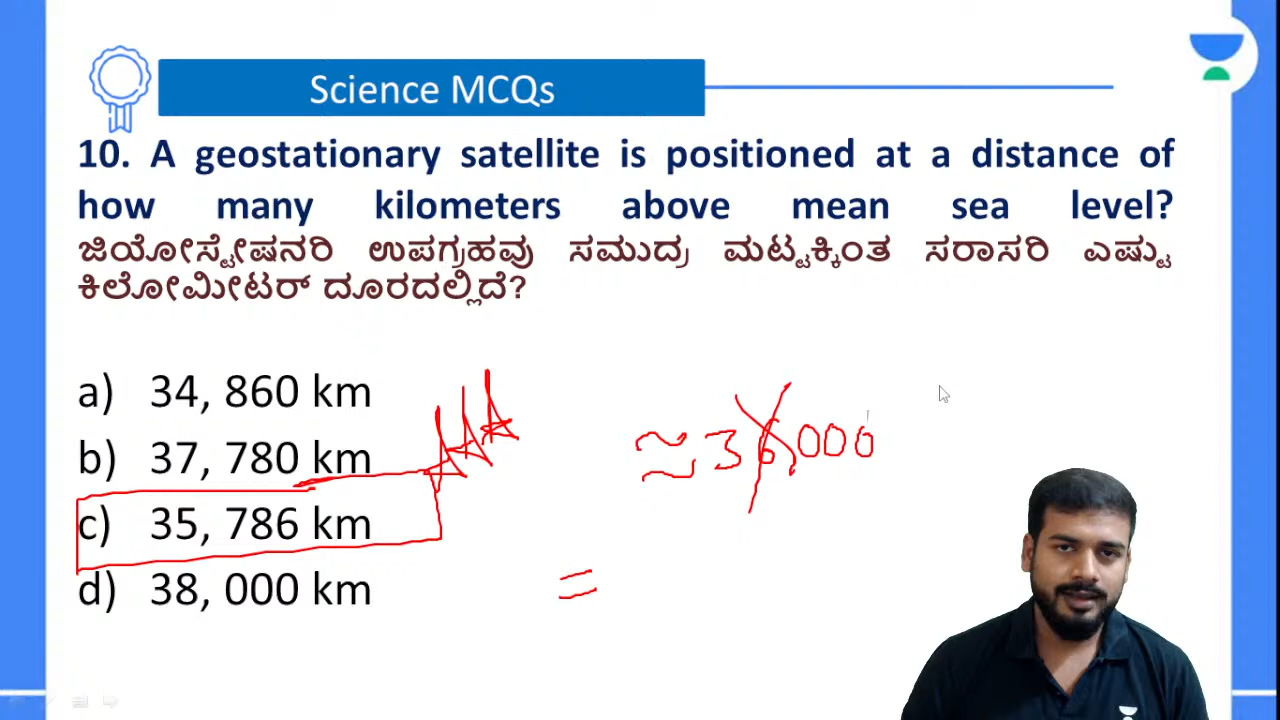 Science MCQs
10. A geostationary satellite is positioned at a distance of
how many kilometers above mean sea level?
ಜಿಯೋಸ್ಟೇಷನರಿ ಉಪಗ್ರಹವು ಸಮುದ್ರ ಮಟ್ಟಕ್ಕಿಂತ ಸರಾಸರಿ ಎಷ್ಟು
ಕಿಲೋಮೀಟರ್ ದೂರದಲ್ಲಿದೆ?
a) 34, 860 km
b) 37, 780 km
≈ 36,000
c) 35, 786 km
d) 38, 000 km
=